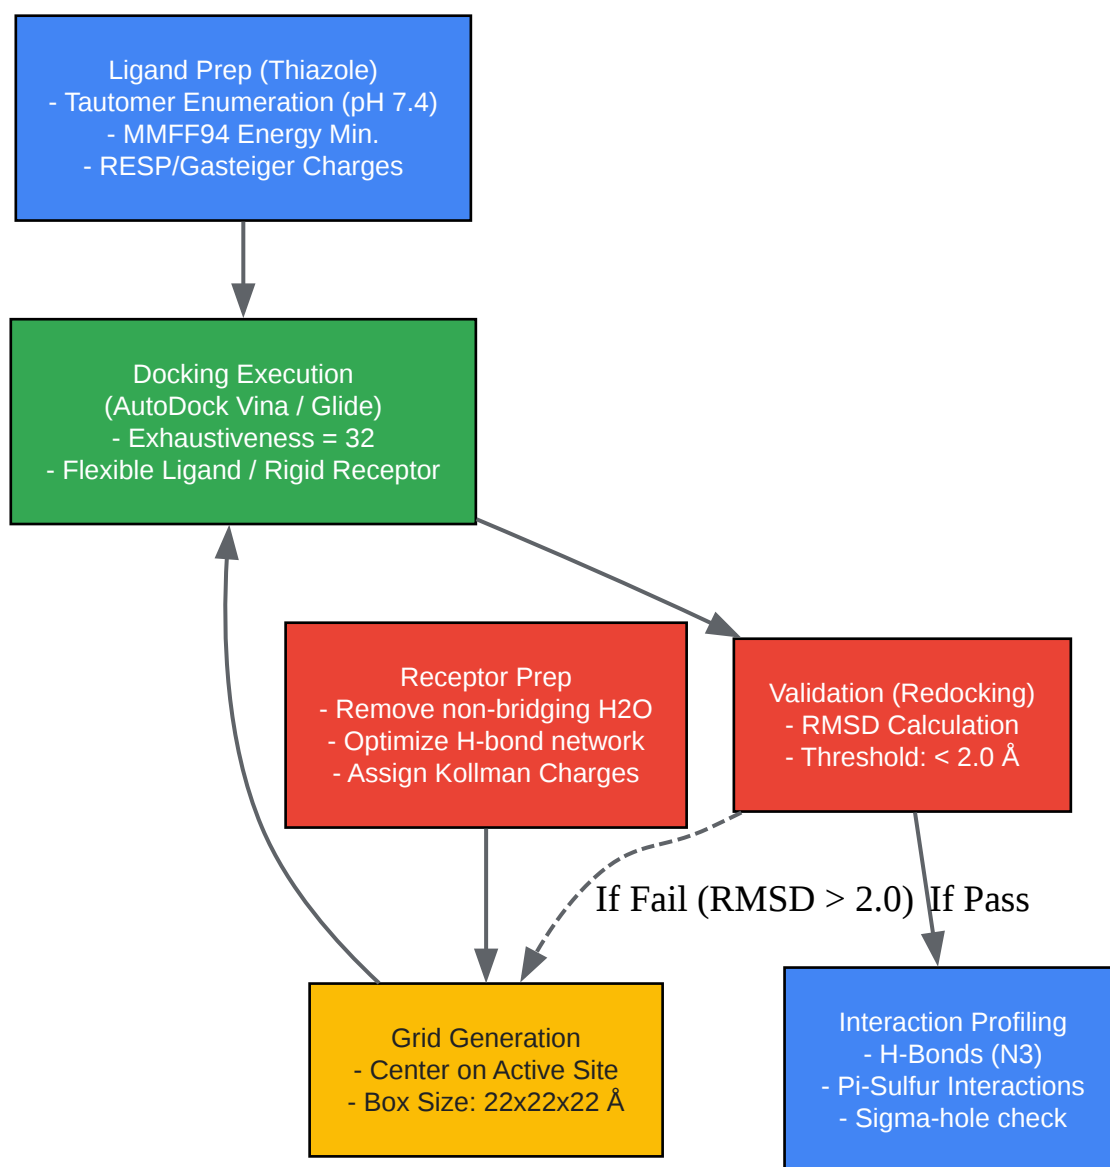 Ligand Prep (Thiazole)
- Tautomer Enumeration (pH 7.4)
- MMFF94 Energy Min.
- RESP/Gasteiger Charges
Docking Execution
(AutoDock Vina / Glide)
- Exhaustiveness = 32
- Flexible Ligand / Rigid Receptor
Receptor Prep
- Remove non-bridging H2O
- Optimize H-bond network
- Assign Kollman Charges
Validation (Redocking)
- RMSD Calculation
- Threshold: < 2.0 Å
If Fail (RMSD > 2.0)
If Pass
Grid Generation
- Center on Active Site
- Box Size: 22x22x22 Å
Interaction Profiling
- H-Bonds (N3)
- Pi-Sulfur Interactions
- Sigma-hole check